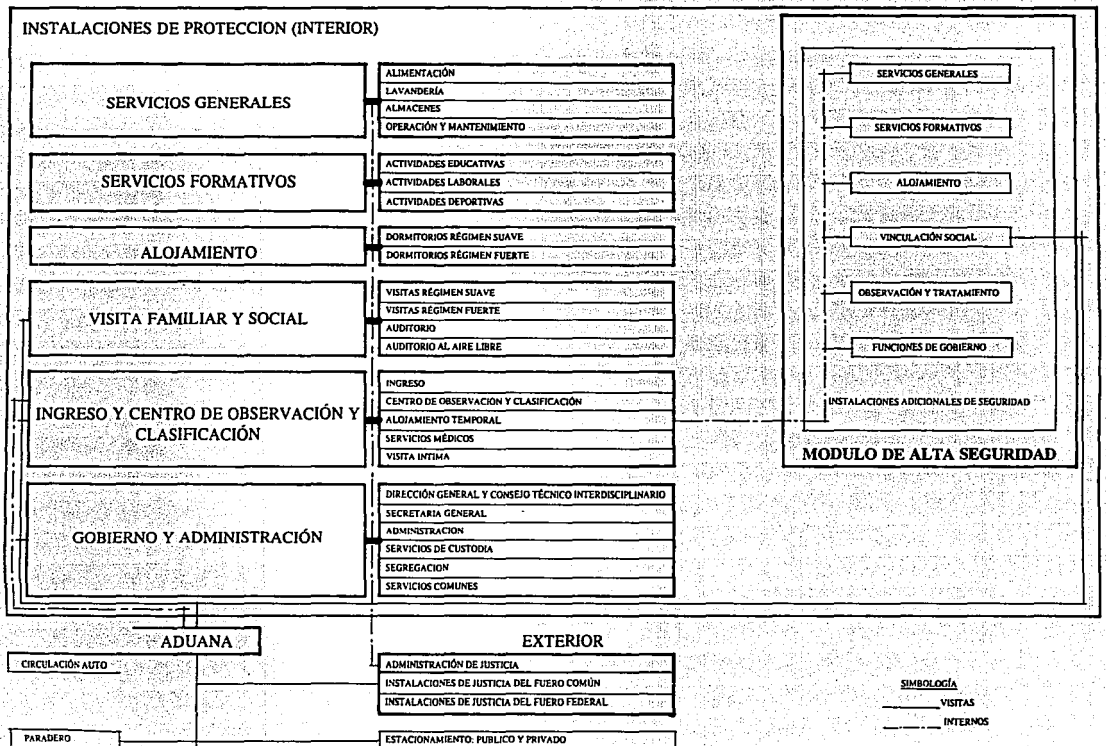 INSTALACIONES DE PROTECCION (INTERIOR)
SERVICIOS GENERALES
ALIMENTACIÓN
LAVANDERÍA
ALMACENES
OPERACIÓN Y MANTENIMIENTO
SERVICIOS FORMATIVOS
ACTIVIDADES EDUCATIVAS
ACTIVIDADES LABORALES
ACTIVIDADES DEPORTIVAS
ALOJAMIENTO
DORMITORIOS RÉGIMEN SUAVE
DORMITORIOS RÉGIMEN FUERTE
VISITA FAMILIAR Y SOCIAL
VISITAS RÉGIMEN SUAVE
VISITAS RÉGIMEN FUERTE
AUDITORIO
AUDITORIO AL AIRE LIBRE
INGRESO Y CENTRO DE OBSERVACIÓN Y
CLASIFICACIÓN
INGRESO
CENTRO DE OBSERVACION Y CLASIFICACIÓN
ALOJAMIENTO TEMPORAL
SERVICIOS MÉDICOS
VISITA INTIMA
GOBIERNO Y ADMINISTRACIÓN
DIRECCIÓN GENERAL Y CONSEJO TÉCNICO INTERDISCIPLINARIO
SECRETARIA GENERAL
ADMINISTRACION
SERVICIOS DE CUSTODIA
SEGREGACION
SERVICIOS COMUNES
SERVICIOS GENERALES
SERVICIOS FORMATIVOS
ALOJAMIENTO
VINCULACIÓN SOCIAL
OBSERVACIÓN Y TRATAMIENTO
FUNCIONES DE GOBIERNO
INSTALACIONES ADICIONALES DE SEGURIDAD
MODULO DE ALTA SEGURIDAD
ADUANA
EXTERIOR
CIRCULACIÓN AUTO
ADMINISTRACIÓN DE JUSTICIA
INSTALACIONES DE JUSTICIA DEL FUERO COMÚN
INSTALACIONES DE JUSTICIA DEL FUERO FEDERAL
PARADERO
ESTACIONAMIENTO: PUBLICO Y PRIVADO
SIMBOLOGÍA
VISITAS
INTERNOS